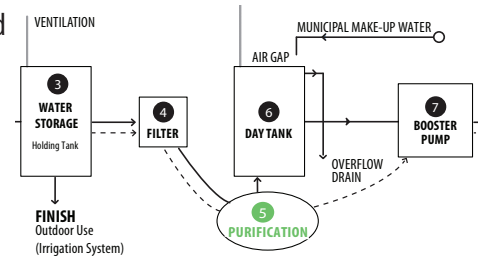 d
VENTILATION
MUNICIPAL MAKE-UP WATER
AIR GAP
3
WATER
STORAGE
Holding Tank
4
FILTER
6
DAY TANK
7
BOOSTER
PUMP
OVERFLOW
DRAIN
5
PURIFICATION
FINISH
Outdoor Use
(Irrigation System)